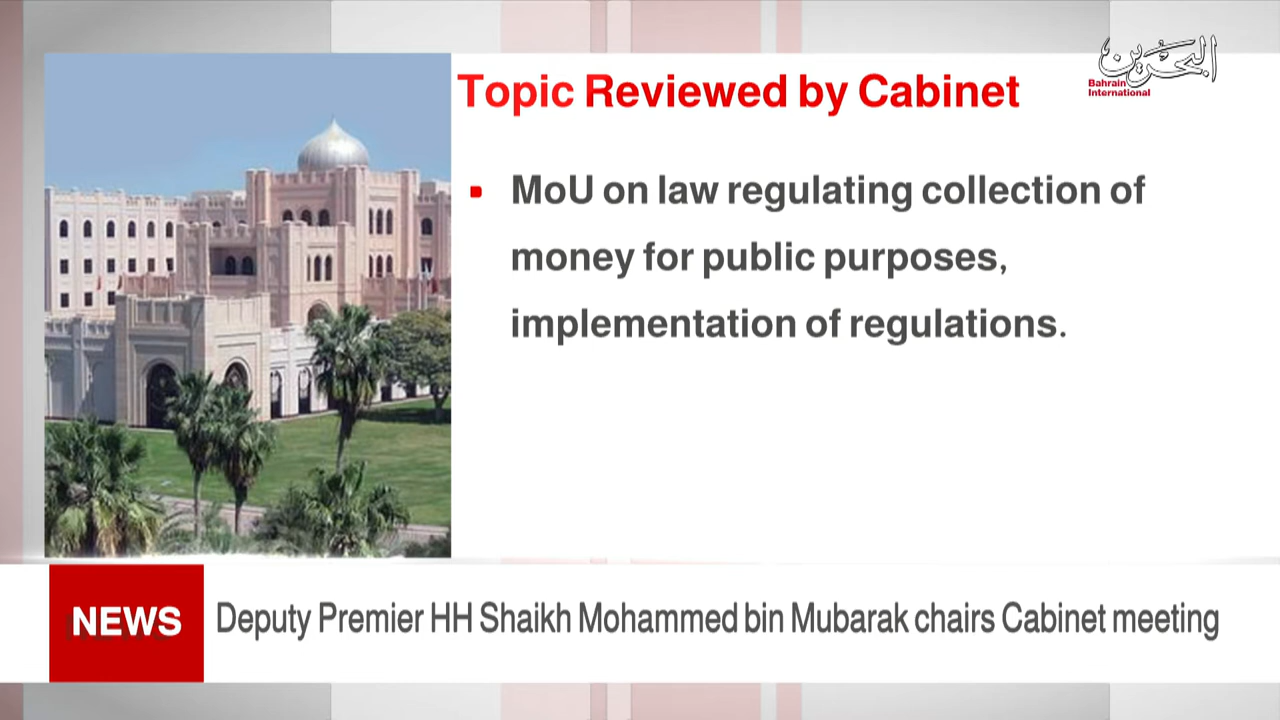 Topic Reviewed by Cabinet
البحرين
Bahrain
International
MoU on law regulating collection of
money for public purposes,
implementation of regulations.
NEWS
Deputy Premier HH Shaikh Mohammed bin Mubarak chairs Cabinet meeting